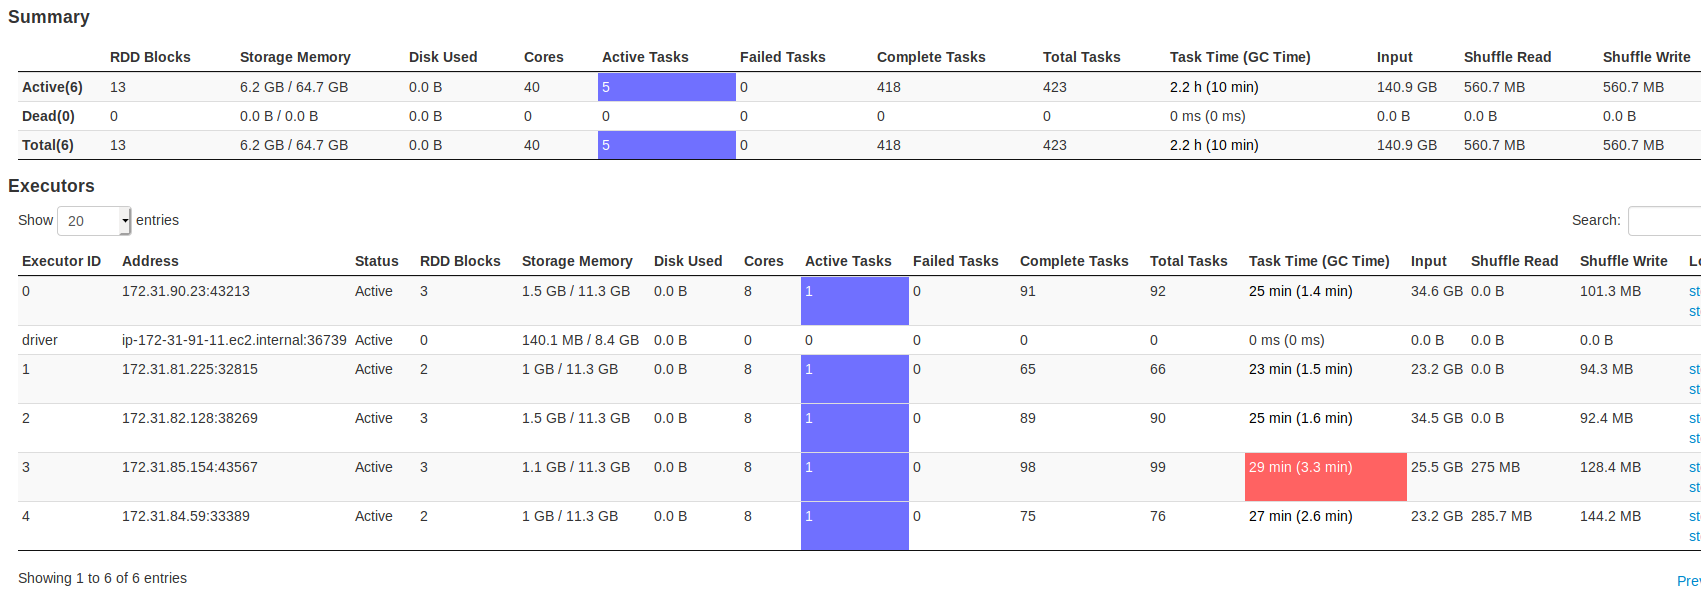 Summary
RDD Blocks Storage Memory Disk Used Cores Active Tasks Failed Tasks Complete Tasks Total Tasks Task Time (GC Time) Input Shuffle Read Shuffle Write
Active(6) 13 6.2 GB / 64.7 GB 0.0 B 40 5 0 418 423 2.2 h (10 min) 140.9 GB 560.7 MB 560.7 MB
Dead(0) 0 0.0 B / 0.0 B 0.0 B 0 0 0 0 0 0 ms (0 ms) 0.0 B 0.0 B 0.0 B
Total(6) 13 6.2 GB / 64.7 GB 0.0 B 40 5 0 418 423 2.2 h (10 min) 140.9 GB 560.7 MB 560.7 MB
Executors
Show 20 entries Search:
Executor ID Address Status RDD Blocks Storage Memory Disk Used Cores Active Tasks Failed Tasks Complete Tasks Total Tasks Task Time (GC Time) Input Shuffle Read Shuffle Write
0 172.31.90.23:43213 Active 3 1.5 GB / 11.3 GB 0.0 B 8 1 0 91 92 25 min (1.4 min) 34.6 GB 0.0 B 101.3 MB
driver ip-172-31-91-11.ec2.internal:36739 Active 0 140.1 MB / 8.4 GB 0.0 B 0 0 0 0 0 0 ms (0 ms) 0.0 B 0.0 B 0.0 B
1 172.31.81.225:32815 Active 2 1 GB / 11.3 GB 0.0 B 8 1 0 65 66 23 min (1.5 min) 23.2 GB 0.0 B 94.3 MB
2 172.31.82.128:38269 Active 3 1.5 GB / 11.3 GB 0.0 B 8 1 0 89 90 25 min (1.6 min) 34.5 GB 0.0 B 92.4 MB
3 172.31.85.154:43567 Active 3 1.1 GB / 11.3 GB 0.0 B 8 1 0 98 99 29 min (3.3 min) 25.5 GB 275 MB 128.4 MB
4 172.31.84.59:33389 Active 2 1 GB / 11.3 GB 0.0 B 8 1 0 75 76 27 min (2.6 min) 23.2 GB 285.7 MB 144.2 MB
Showing 1 to 6 of 6 entries